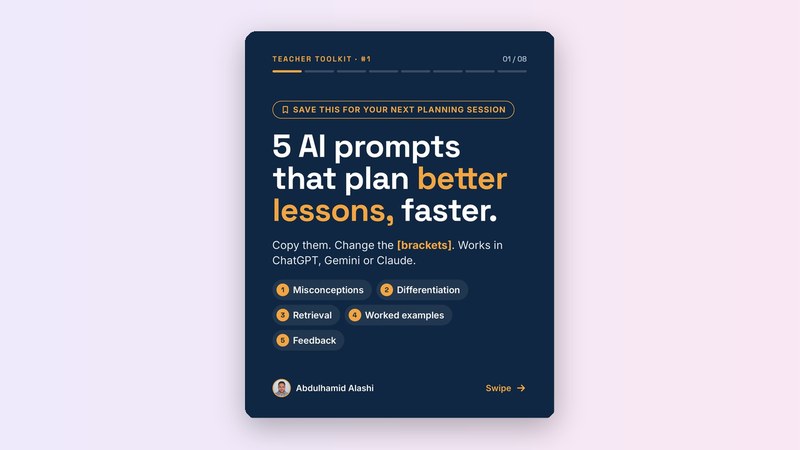 TEACHER TOOLKIT · #1
01 / 08
SAVE THIS FOR YOUR NEXT PLANNING SESSION
5 AI prompts
that plan better
lessons, faster.
Copy them. Change the [brackets]. Works in
ChatGPT, Gemini or Claude.
1 Misconceptions
2 Differentiation
3 Retrieval
4 Worked examples
5 Feedback
Abdulhamid Alashi
Swipe →